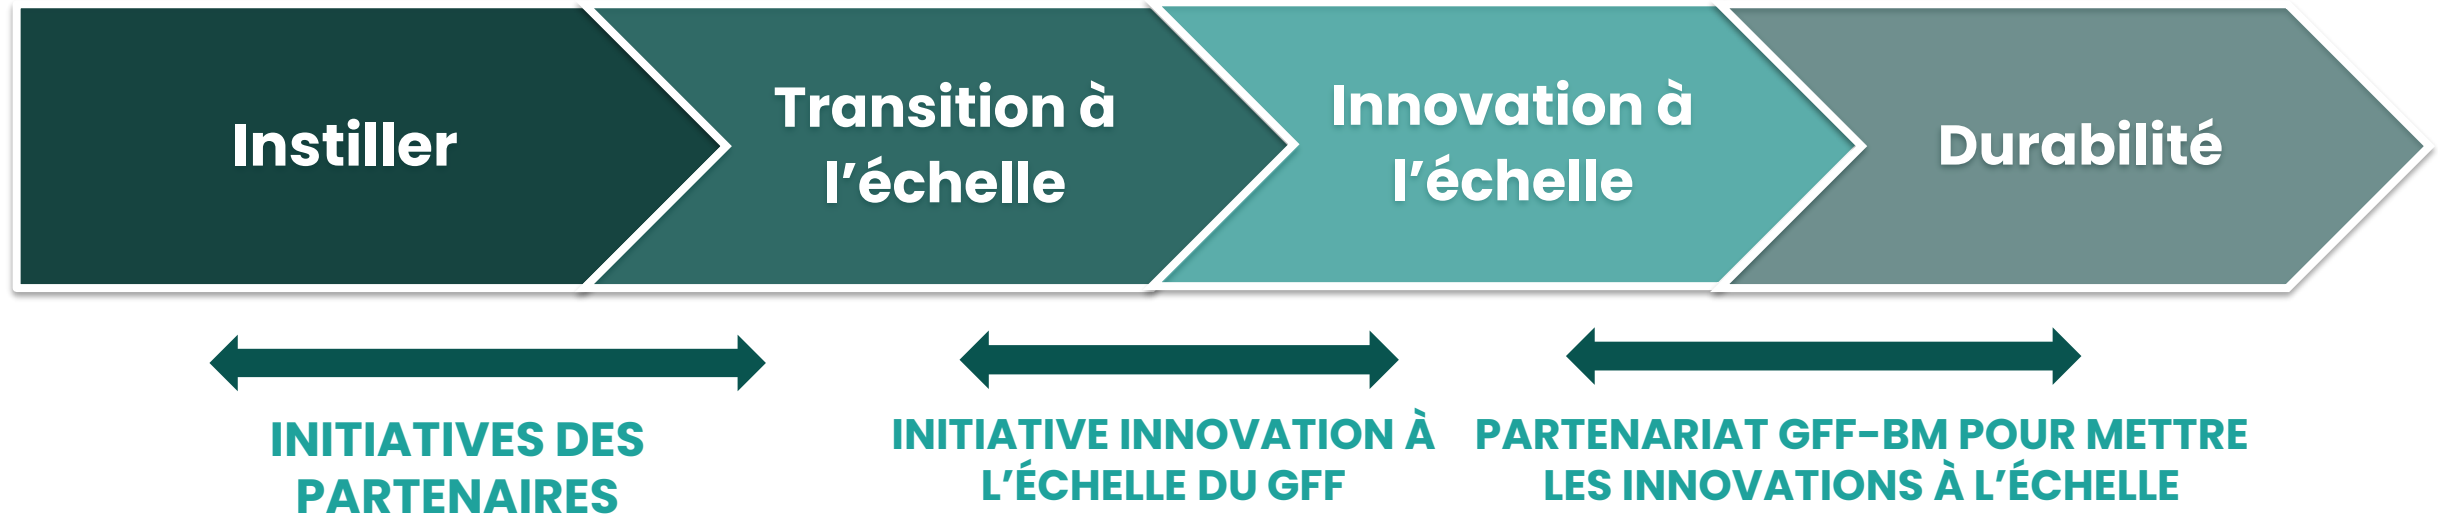 Instiller
Transition à
l'échelle
Innovation à
l'échelle
Durabilité
INITIATIVES DES
PARTENAIRES
INITIATIVE INNOVATION À
L'ÉCHELLE DU GFF
PARTENARIAT GFF-BM POUR METTRE
LES INNOVATIONS À L'ÉCHELLE